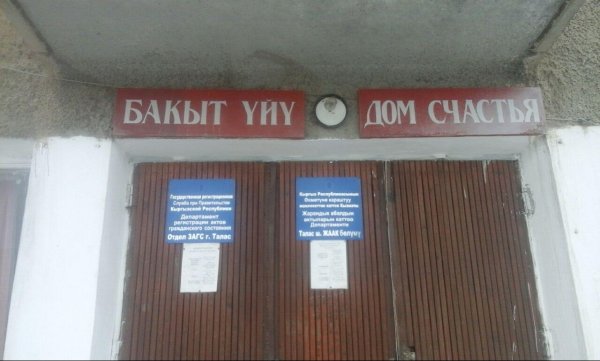 БАКЫТ ҮЙҮ
ДОМ СЧАСТЬЯ
Государственная регистрационная
Служба при Правительстве
Кыргызской Республики
Департамент
регистрации актов
гражданского состояния
Отдел ЗАГС г. Талас
Кыргыз Республикасынын
Өкмөтүнө караштуу
мамлекеттик каттоо Кызматы
Жарандык абалдын
актыларын каттоо
Департаменти
Талас ш. ЖААК бөлүмү